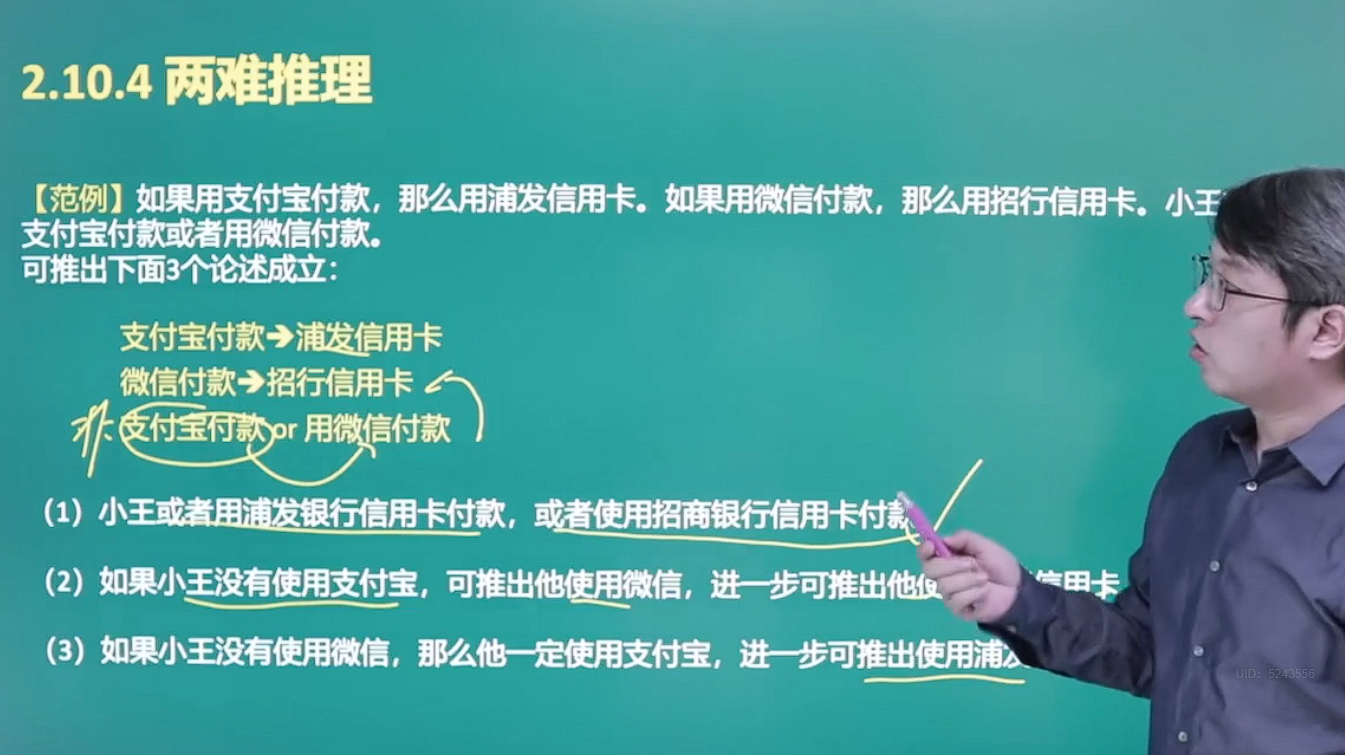 2.10.4 两难推理
【范例】如果用支付宝付款，那么用浦发信用卡。如果用微信付款，那么用招行信用卡。小王
支付宝付款或者用微信付款。
可推出下面3个论述成立：
支付宝付款➔浦发信用卡
微信付款➔招行信用卡
非: 支付宝付款 or 用微信付款
（1）小王或者用浦发银行信用卡付款，或者使用招商银行信用卡付款
（2）如果小王没有使用支付宝，可推出他使用微信，进一步可推出他使 信用卡
（3）如果小王没有使用微信，那么他一定使用支付宝，进一步可推出使用浦发
UID：5243556